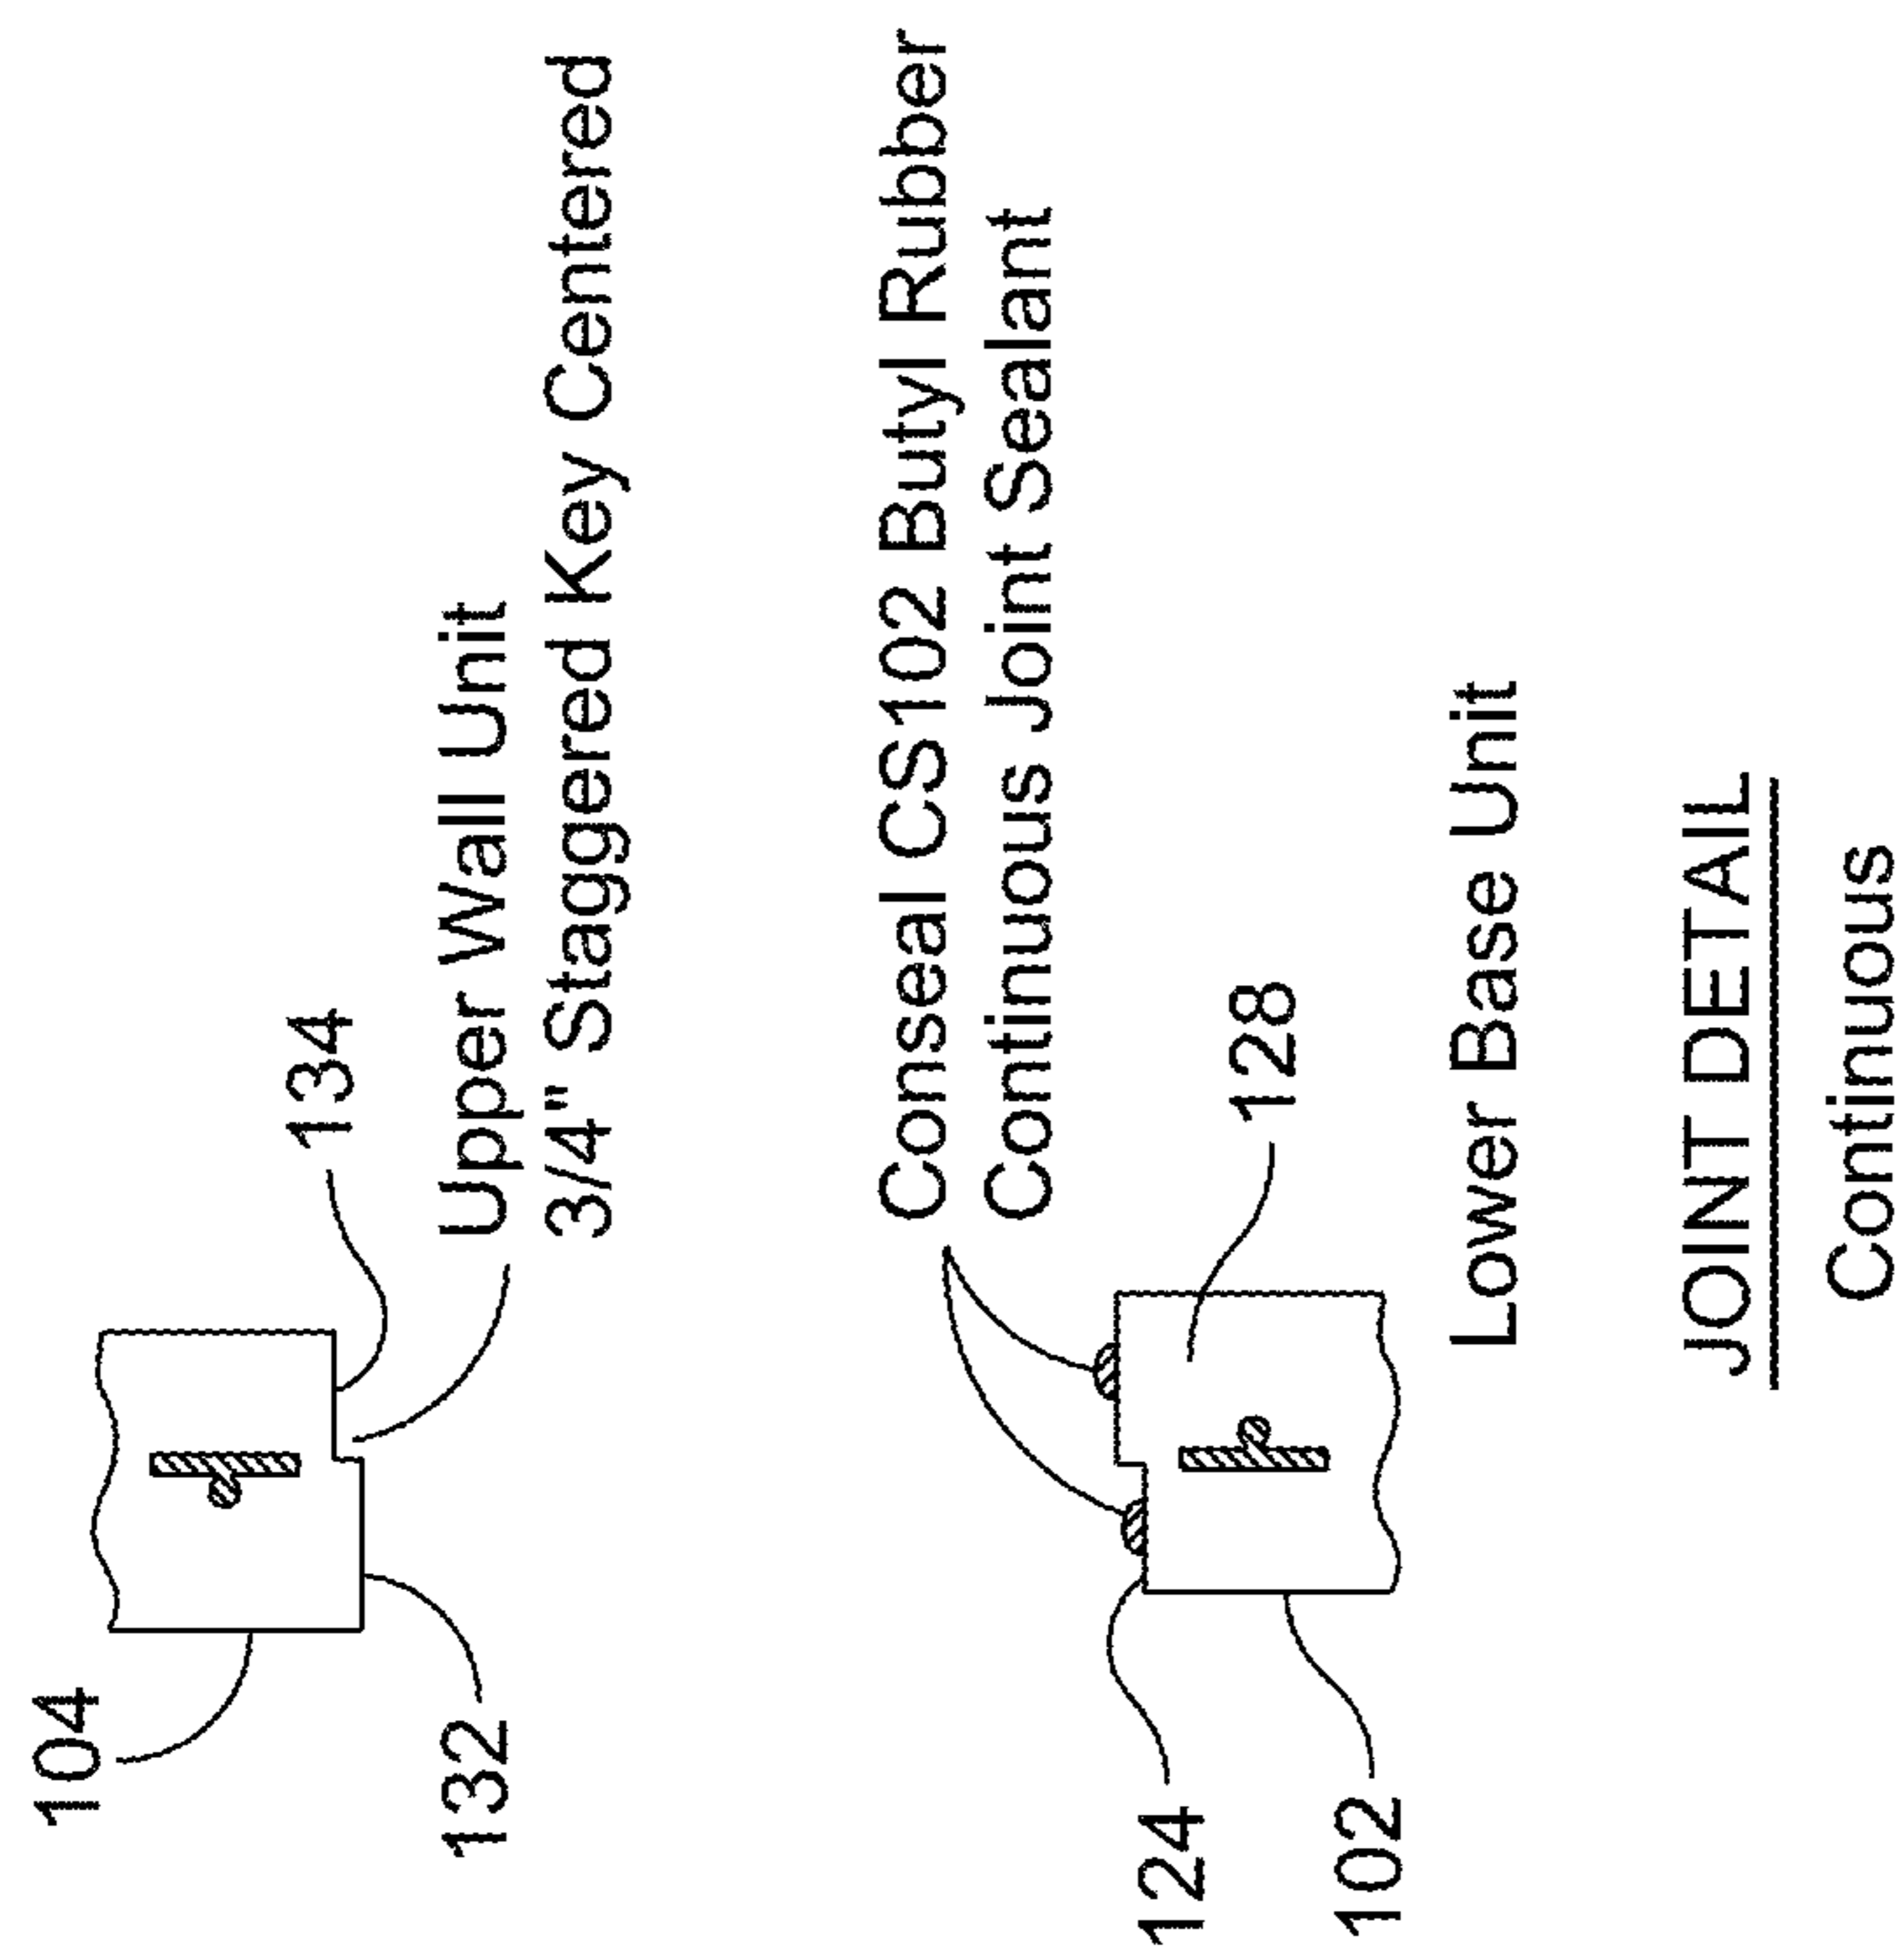 104
134
132
Upper Wall Unit
3/4" Staggered Key Centered
Conseal CS102 Butyl Rubber
Continuous Joint Sealant
124
128
102
Lower Base Unit
JOINT DETAIL
Continuous